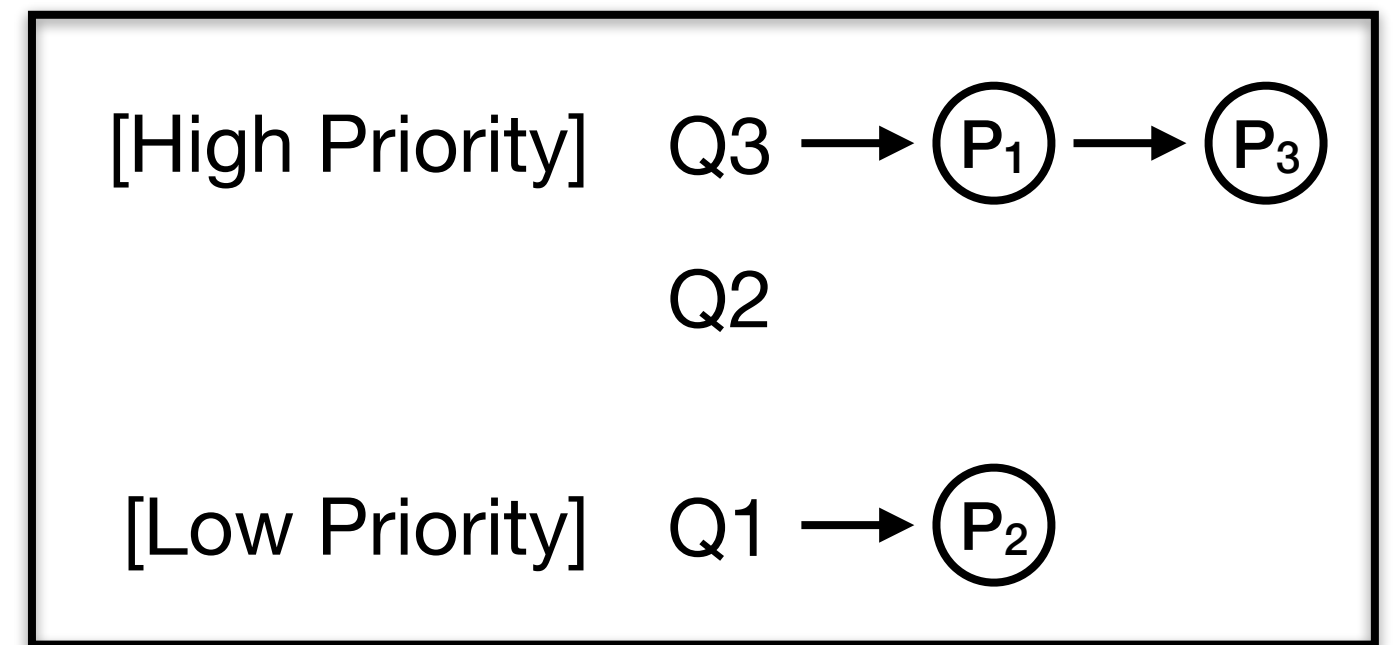 [High Priority] Q3 P₁ P₃
Q2
[Low Priority] Q1 P₂